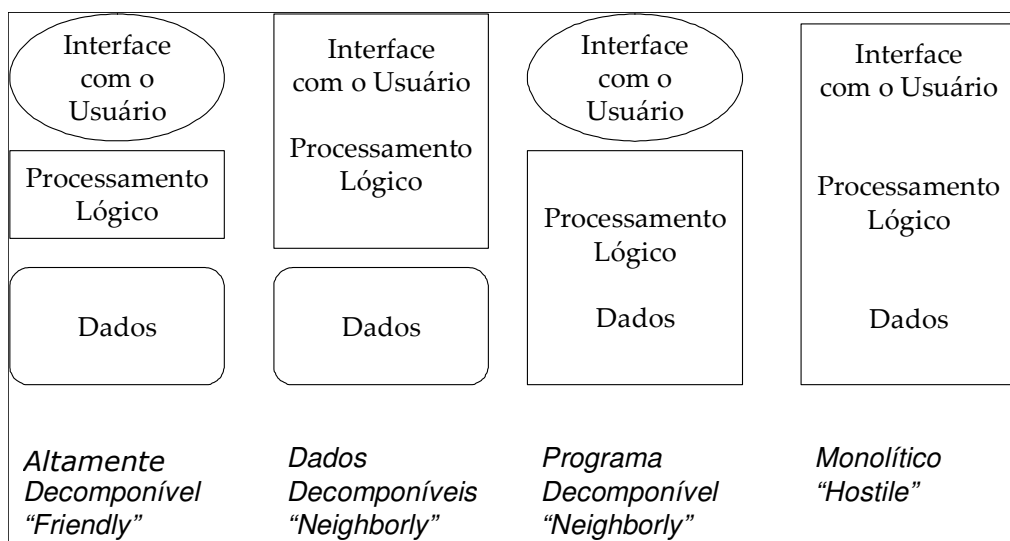 Interface
com o
Usuário
Processamento
Lógico
Dados
Altamente
Decomponível
“Friendly”
Interface
com o Usuário
Processamento
Lógico
Dados
Dados
Decomponíveis
“Neighborly”
Interface
com o
Usuário
Processamento
Lógico
Dados
Programa
Decomponível
“Neighborly”
Interface
com o Usuário
Processamento
Lógico
Dados
Monolítico
“Hostile”